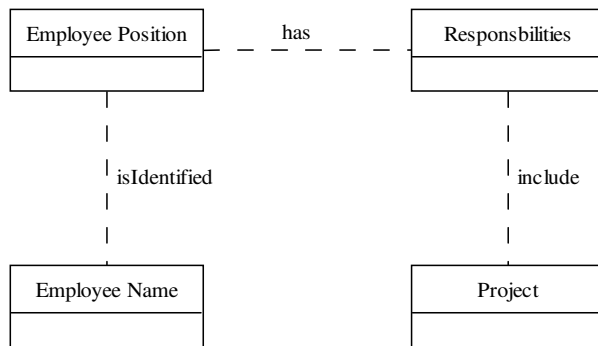 Employee Position
has
Responsbilities
isIdentified
include
Employee Name
Project